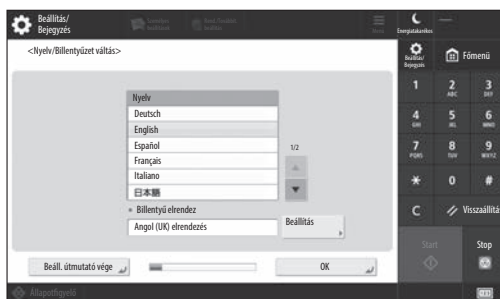 Beállítás/
Bejegyzés
Energiatakarékos
<Nyelv/Billentyűzet váltás>
Beállítás/
Bejegyzés
Főmenü
Nyelv
Deutsch
English
Español
Français
Italiano
日本語
1/2
Billentyű elrendez
Angol (UK) elrendezés
Beállítás
Beáll. útmutató vége
OK
Állapotfigyelő
1
2
ABC
3
DEF
4
GHI
5
JKL
6
MNO
7
PQRS
8
TUV
9
WXYZ
*
0
#
C
Visszaállítá
Start
Stop